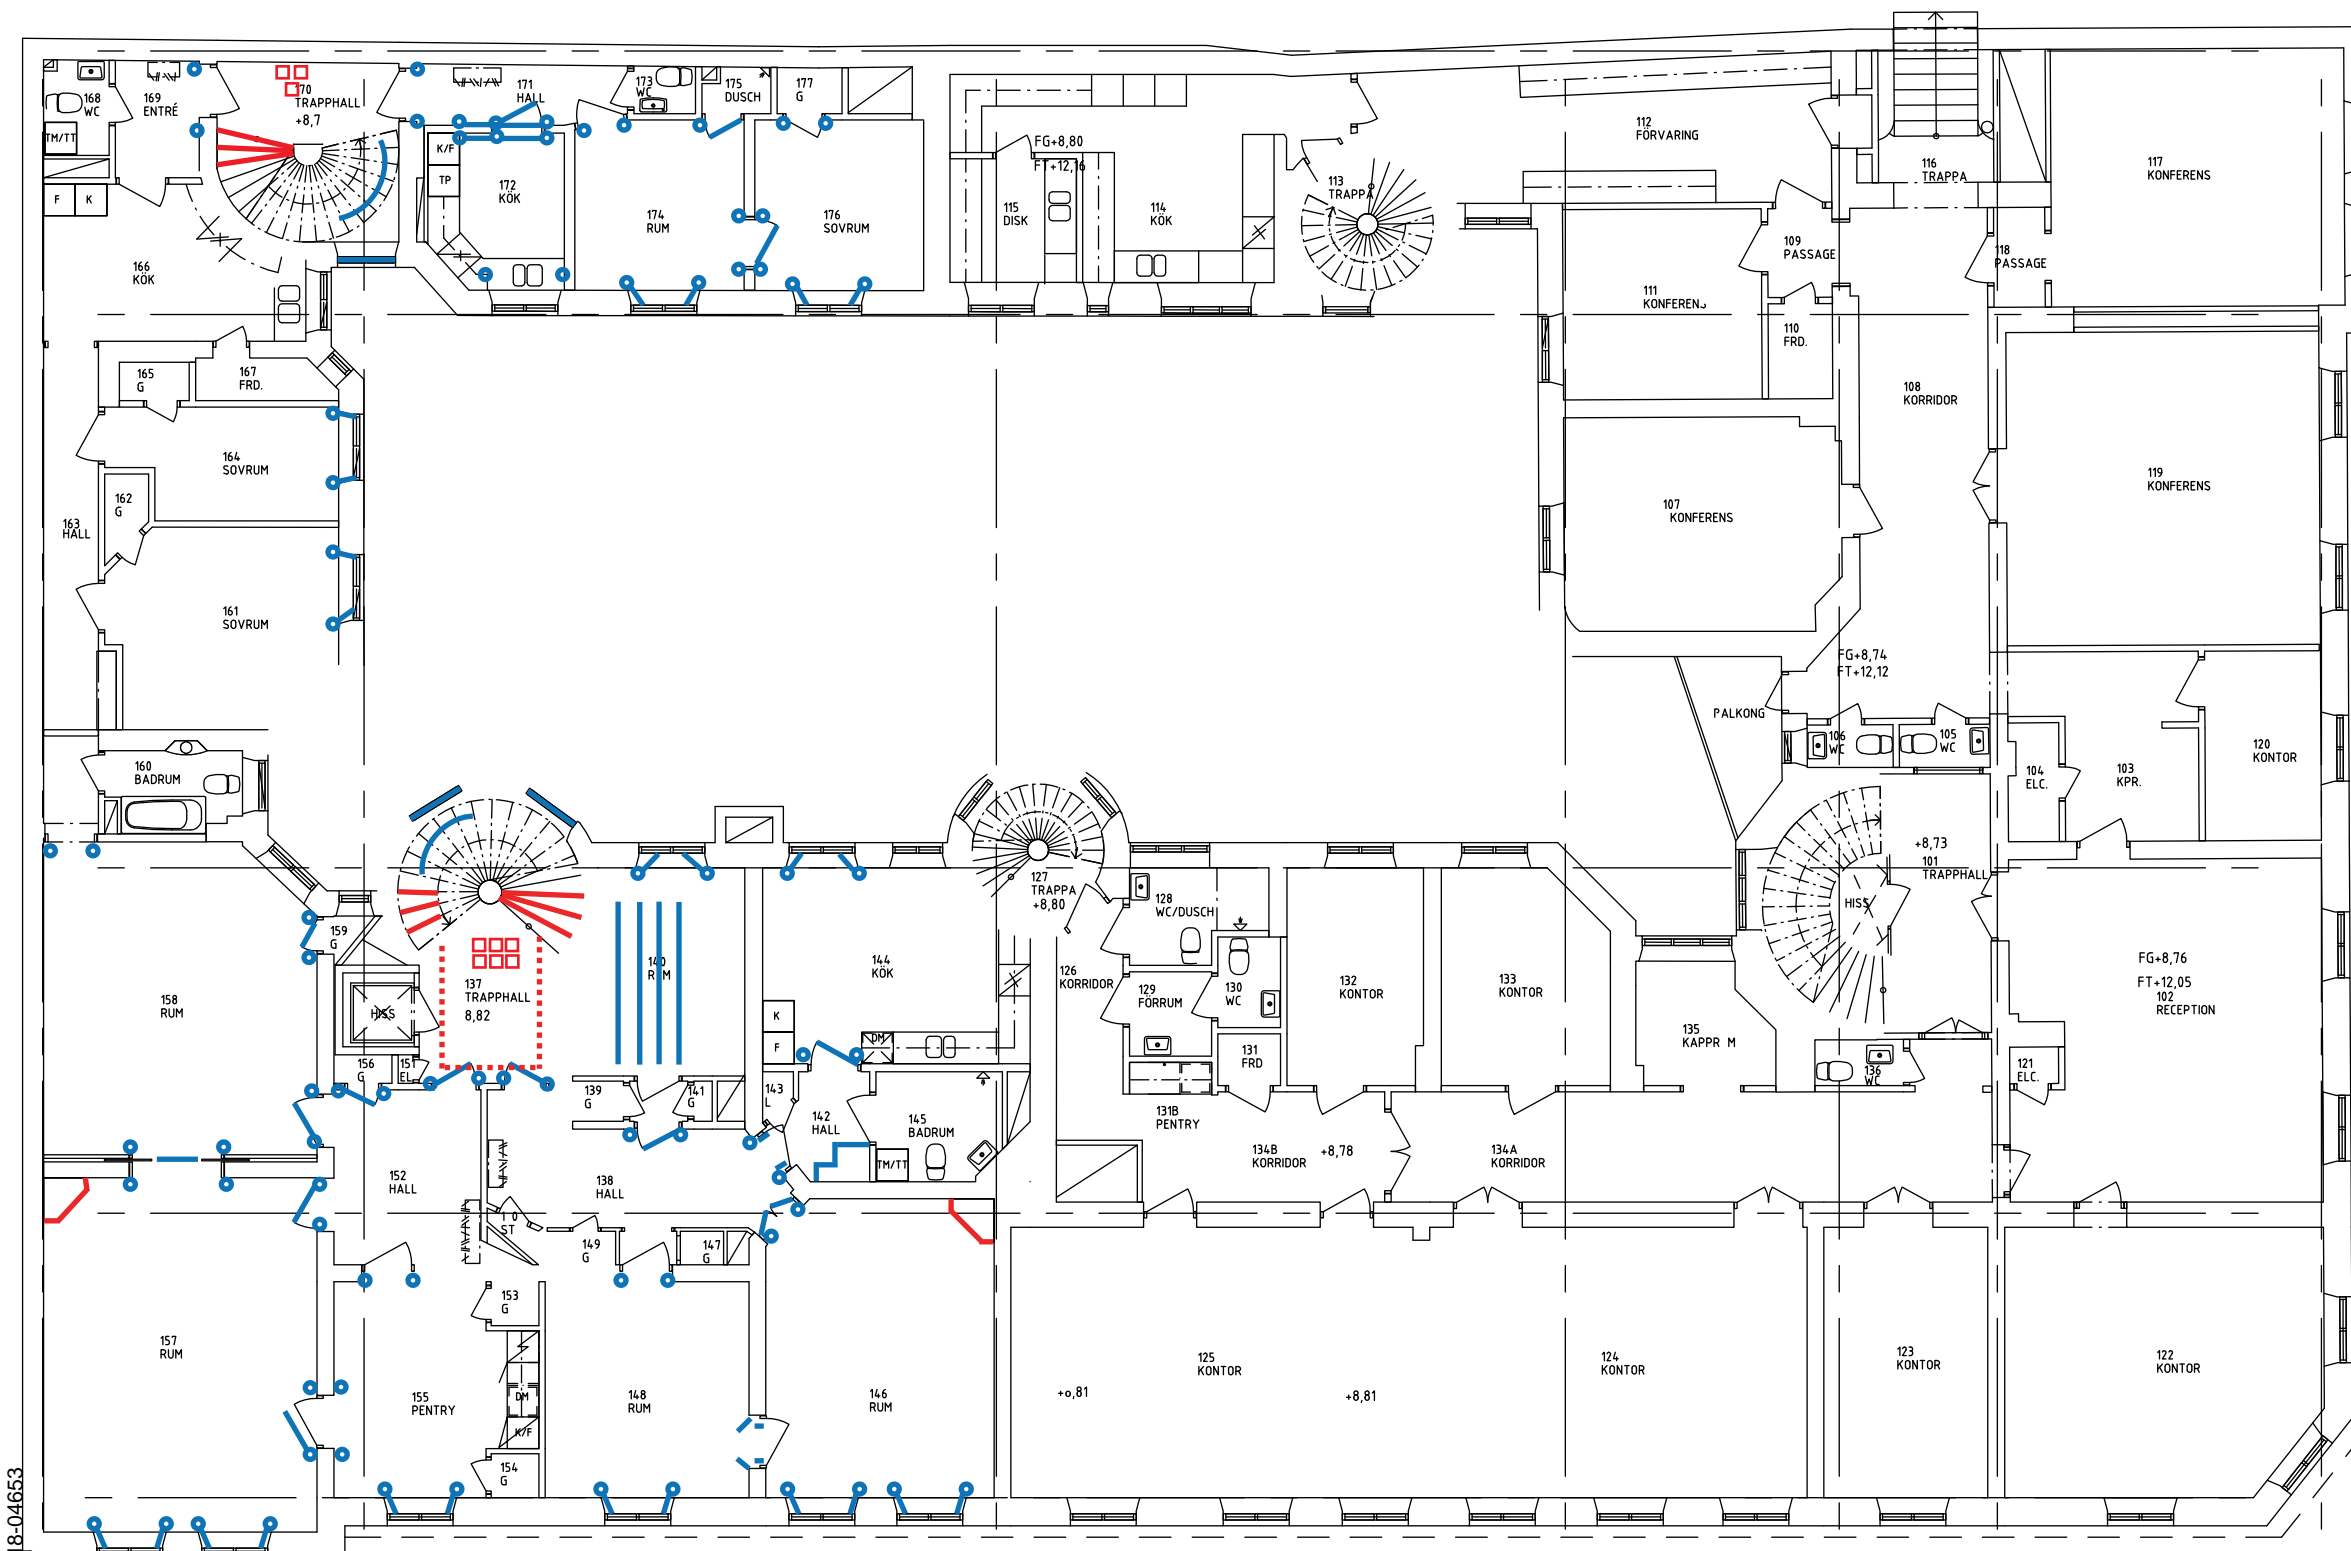 168
WC
TM/TT
169
ENTRÉ
170
TRAPPHALL
+8,7
171
HALL
173
WC
175
DUSCH
177
G
F
K
K/F
TP
172
KÖK
174
RUM
176
SOVRUM
166
KÖK
165
G
167
FRD.
164
SOVRUM
162
G
163
HALL
161
SOVRUM
160
BADRUM
FG+8,80
FT+12,16
115
DISK
114
KÖK
113
TRAPPA
112
FÖRVARING
116
TRAPPA
117
KONFERENS
109
PASSAGE
118
PASSAGE
111
110
FRD.
108
KORRIDOR
107
KONFERENS
119
KONFERENS
FG+8,74
FT+12,12
106
WC
105
WC
104
ELC.
103
KPR.
120
KONTOR
+8,73
101
TRAPPHALL
HISS
FG+8,76
FT+12,05
102
RECEPTION
121
ELC.
159
G
158
RUM
HISS
156
G
137
TRAPPHALL
8,82
144
KÖK
K
F
DM
127
TRAPPA
+8,80
126
KORRIDOR
128
WC/DUSCH
129
FÖRRUM
130
WC
131
FRD
132
KONTOR
133
KONTOR
135
136
WC
131B
PENTRY
134B
KORRIDOR
+8,78
134A
KORRIDOR
139
G
141
G
143
L
142
HALL
145
BADRUM
TM/TT
152
HALL
138
HALL
ST
149
G
147
G
153
G
DM
K/F
154
G
157
RUM
155
PENTRY
148
RUM
146
RUM
125
KONTOR
+8,81
124
KONTOR
123
KONTOR
122
KONTOR
18-04653